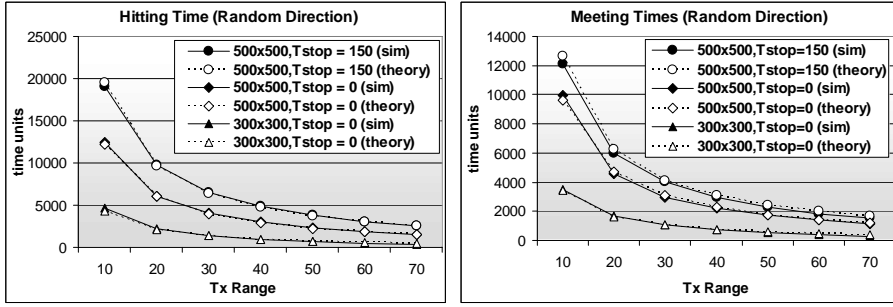 Hitting Time (Random Direction)
25000
20000
15000
10000
5000
0
time units
500x500,Tstop = 150 (sim)
500x500,Tstop = 150 (theory)
500x500,Tstop = 0 (sim)
500x500,Tstop = 0 (theory)
300x300,Tstop = 0 (sim)
300x300,Tstop = 0 (theory)
10 20 30 40 50 60 70
Tx Range
Meeting Times (Random Direction)
14000
12000
10000
8000
6000
4000
2000
0
time units
500x500,Tstop=150 (sim)
500x500,Tstop=150 (theory)
500x500,Tstop=0 (sim)
500x500,Tstop=0 (theory)
300x300,Tstop=0 (sim)
300x300,Tstop=0 (theory)
10 20 30 40 50 60 70
Tx Range